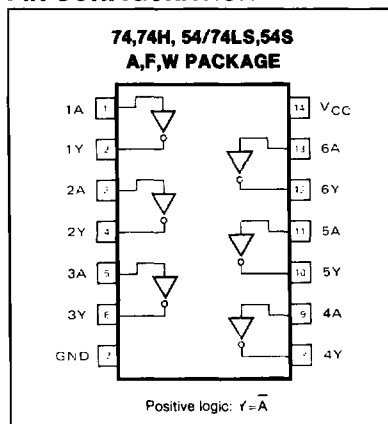 74,74H, 54/74LS,54S
A,F,W PACKAGE
1A 1 14 VCC
1Y 2 13 6A
2A 3 12 6Y
2Y 4 11 5A
3A 5 10 5Y
3Y 6 9 4A
GND 7 4Y
Positive logic: Y=A̅